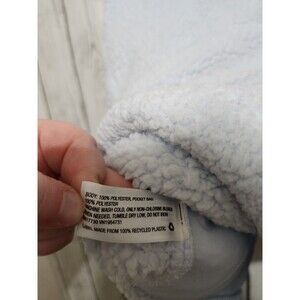 BODY: 100% POLYESTER, POCKET BAG:
100% POLYESTER
MACHINE WASH COLD, ONLY NON-CHLORINE BLEACH
WHEN NEEDED, TUMBLE DRY LOW, DO NOT IRON
LABEL MADE FROM 100% RECYCLED PLASTIC